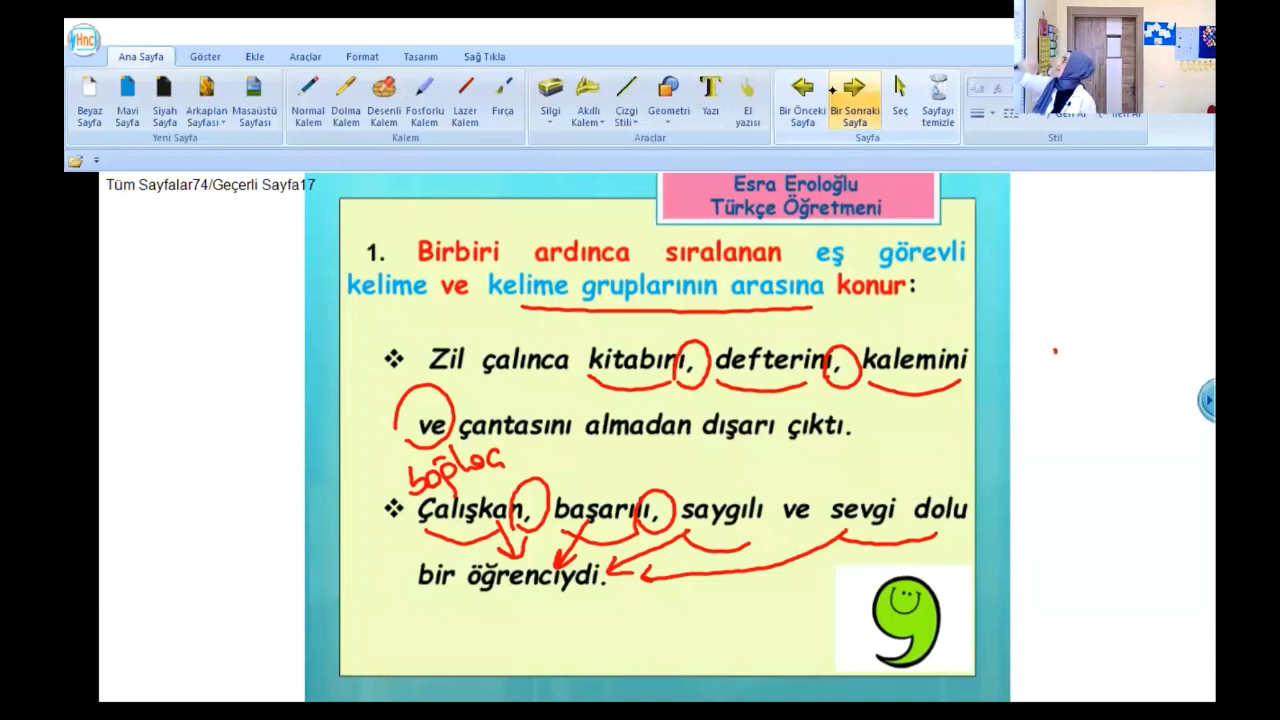 Hnc
Ana Sayfa Göster Ekle Araçlar Format Tasarım Sağ Tıkla
Beyaz Sayfa Mavi Sayfa Siyah Sayfa Arkaplan Sayfası Masaüstü Sayfası
Yeni Sayfa
Normal Kalem Dolma Kalem Desenli Kalem Fosforlu Kalem Lazer Kalem Fırça
Kalem
Silgi Akıllı Kalem Çizgi Stili Geometri Yazı El yazısı
Araçlar
Bir Önceki Sayfa Bir Sonraki Sayfa Seç Sayfayı temizle
Sayfa
Stil
Tüm Sayfalar74/Geçerli Sayfa17
Esra Eroloğlu
Türkçe Öğretmeni
1. Birbiri ardınca sıralanan eş görevli
kelime ve kelime gruplarının arasına konur:
❖ Zil çalınca kitabını, defterini, kalemini
ve çantasını almadan dışarı çıktı.
bağlaç
❖ Çalışkan, başarılı, saygılı ve sevgi dolu
bir öğrenciydi.